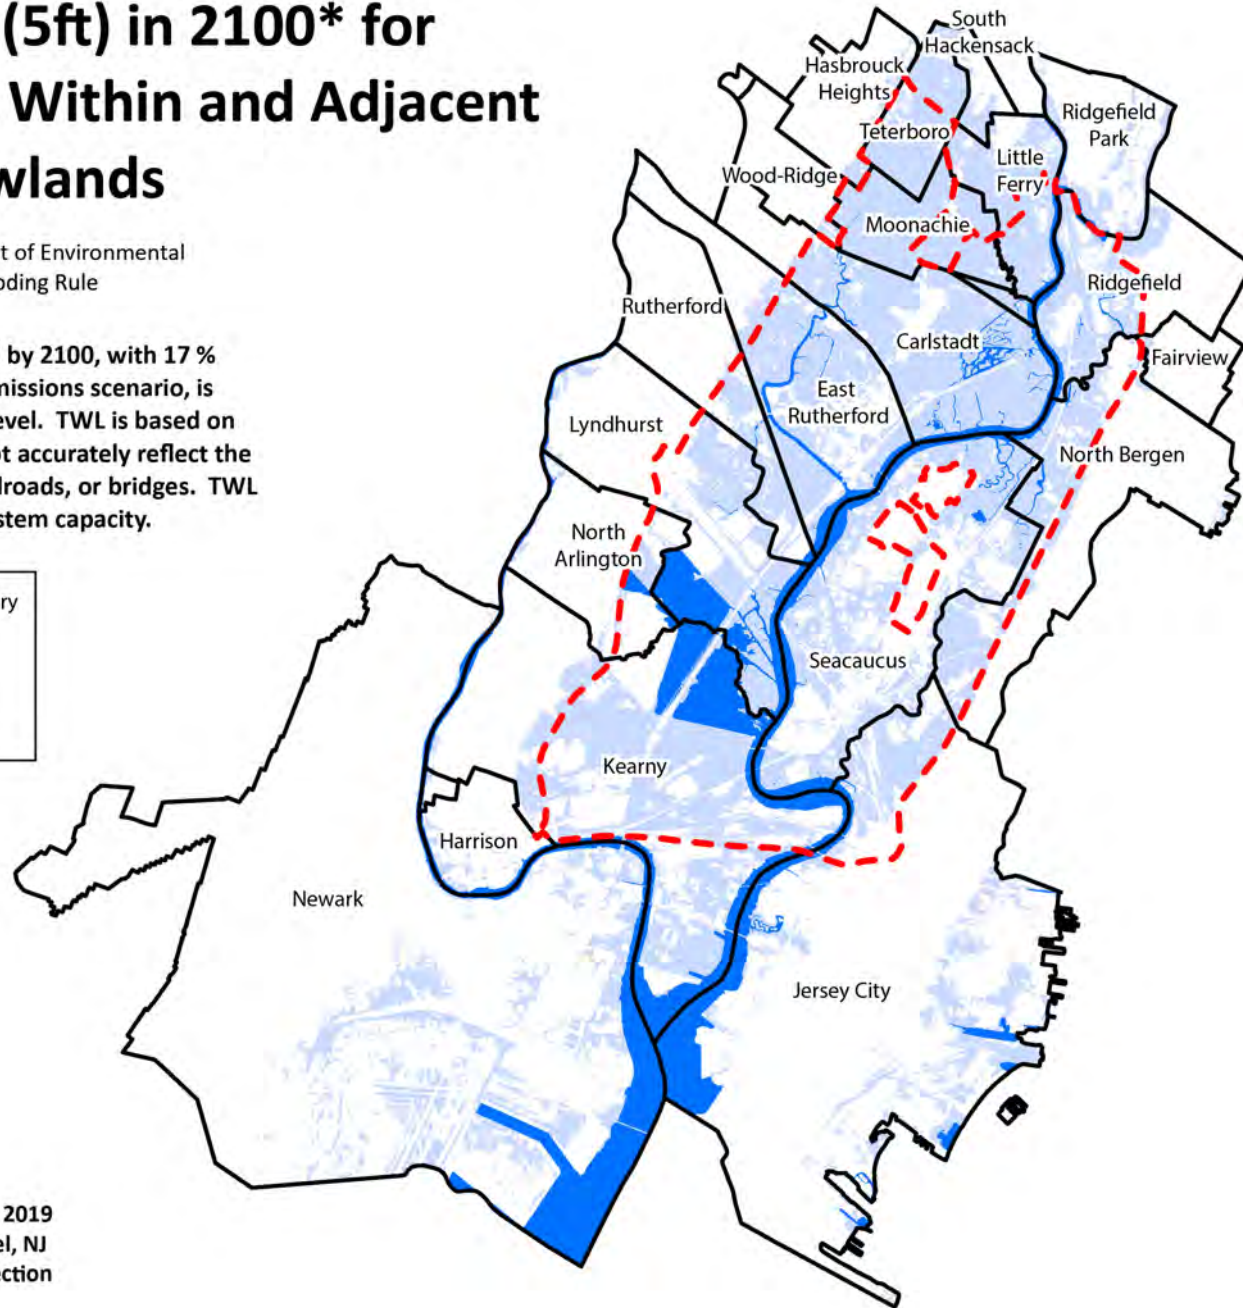 (5ft) in 2100* for
Within and Adjacent
wlands
t of Environmental
oding Rule
by 2100, with 17 %
missions scenario, is
evel. TWL is based on
ot accurately reflect the
lroads, or bridges. TWL
stem capacity.
ry
South
Hackensack
Hasbrouck
Heights
Ridgefield
Park
Teterboro
Little
Ferry
Wood-Ridge
Moonachie
Ridgefield
Rutherford
Carlstadt
Fairview
East
Rutherford
Lyndhurst
North Bergen
North
Arlington
Seacaucus
Kearny
Harrison
Newark
Jersey City
2019
el, NJ
ection